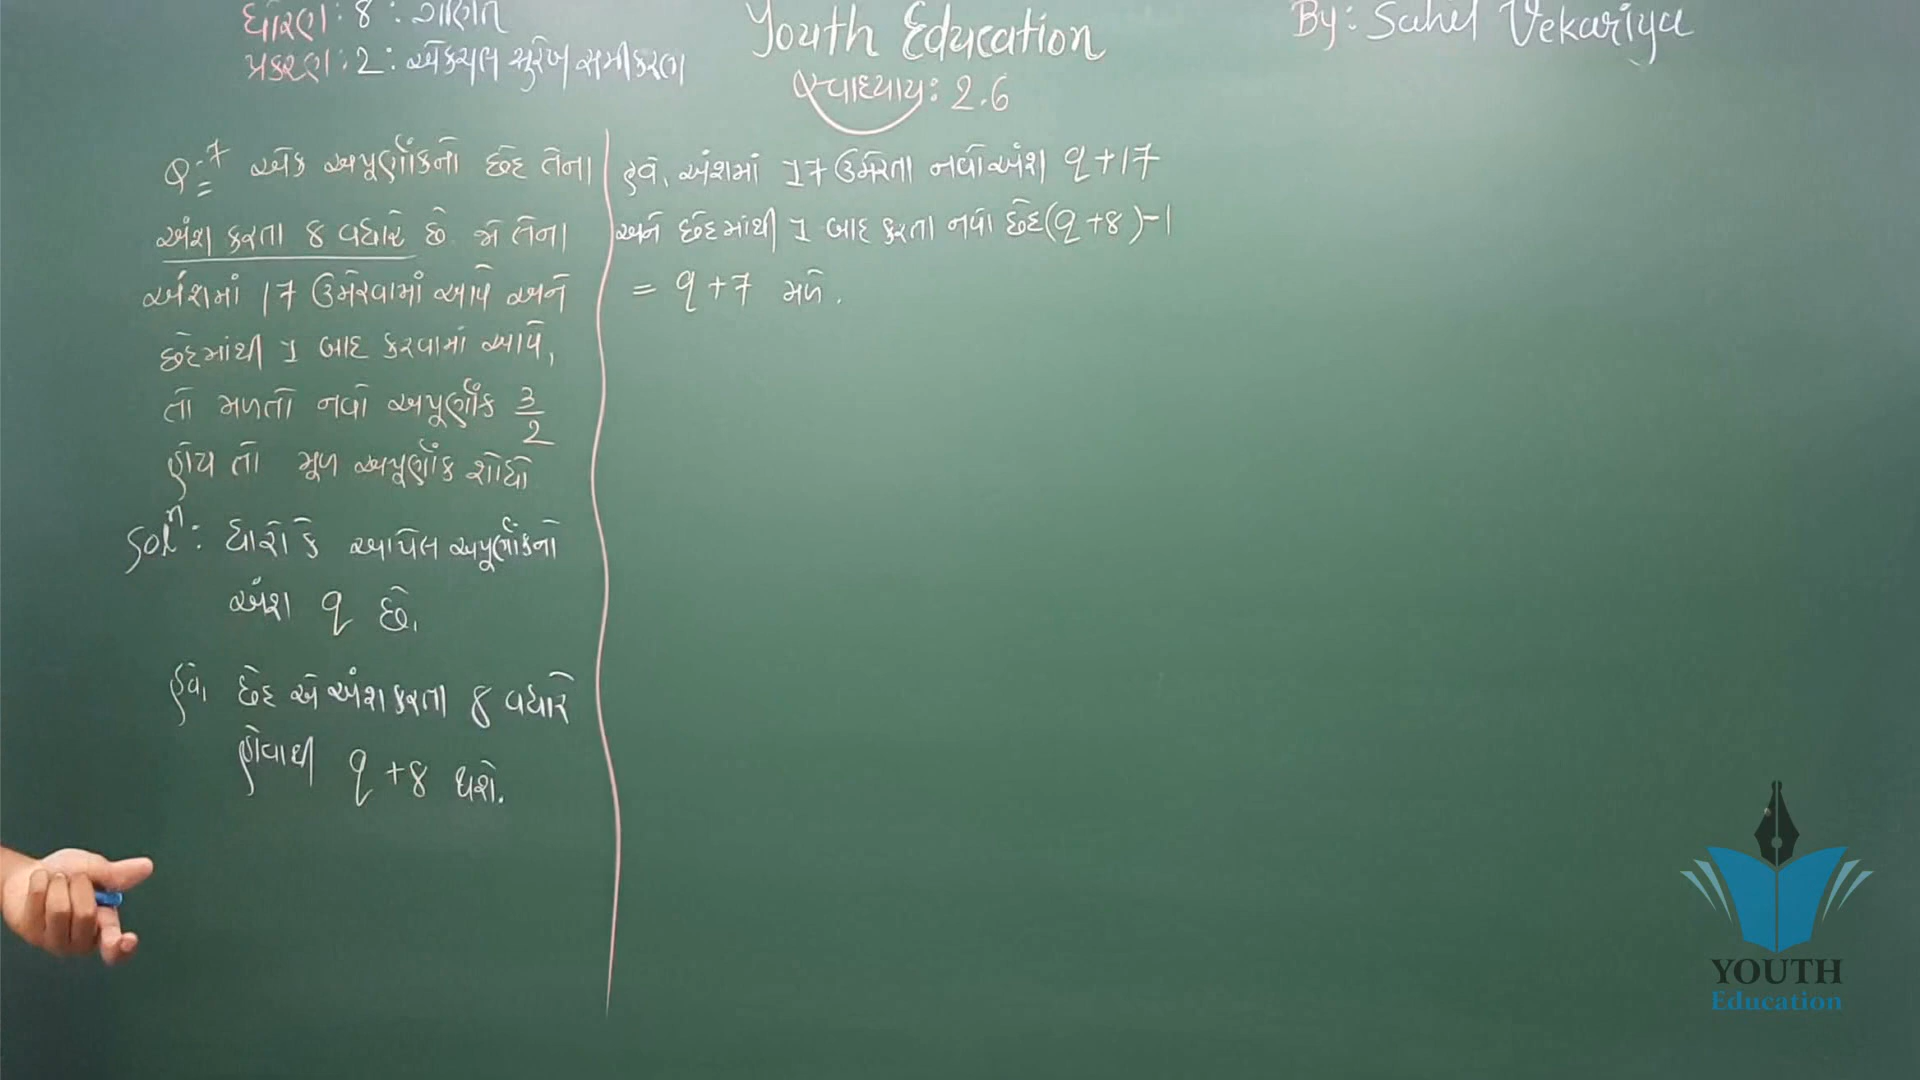 ધોરણ : 8 : ગણિત
પ્રકરણ : 2 : એકચલ સુરેખ સમીકરણ
Youth Education
સ્વાધ્યાય : 2.6
By: Sahil Vekariya
Q:-7 એક અપૂર્ણાંકનો છેદ તેના
અંશ કરતા 8 વધારે છે. જો તેના
અંશમાં 17 ઉમેરવામાં આવે અને
છેદમાંથી 1 બાદ કરવામાં આવે,
તો મળતો નવો અપૂર્ણાંક 3/2
હોય તો મૂળ અપૂર્ણાંક શોધો
Solⁿ : ધારો કે આપેલ અપૂર્ણાંકનો
અંશ q છે.
હવે, છેદ એ અંશ કરતા 8 વધારે
હોવાથી q + 8 થશે.
હવે, અંશમાં 17 ઉમેરતા નવો અંશ q + 17
અને છેદમાંથી 1 બાદ કરતા નવો છેદ (q + 8) - 1
= q + 7 મળે.
YOUTH
Education